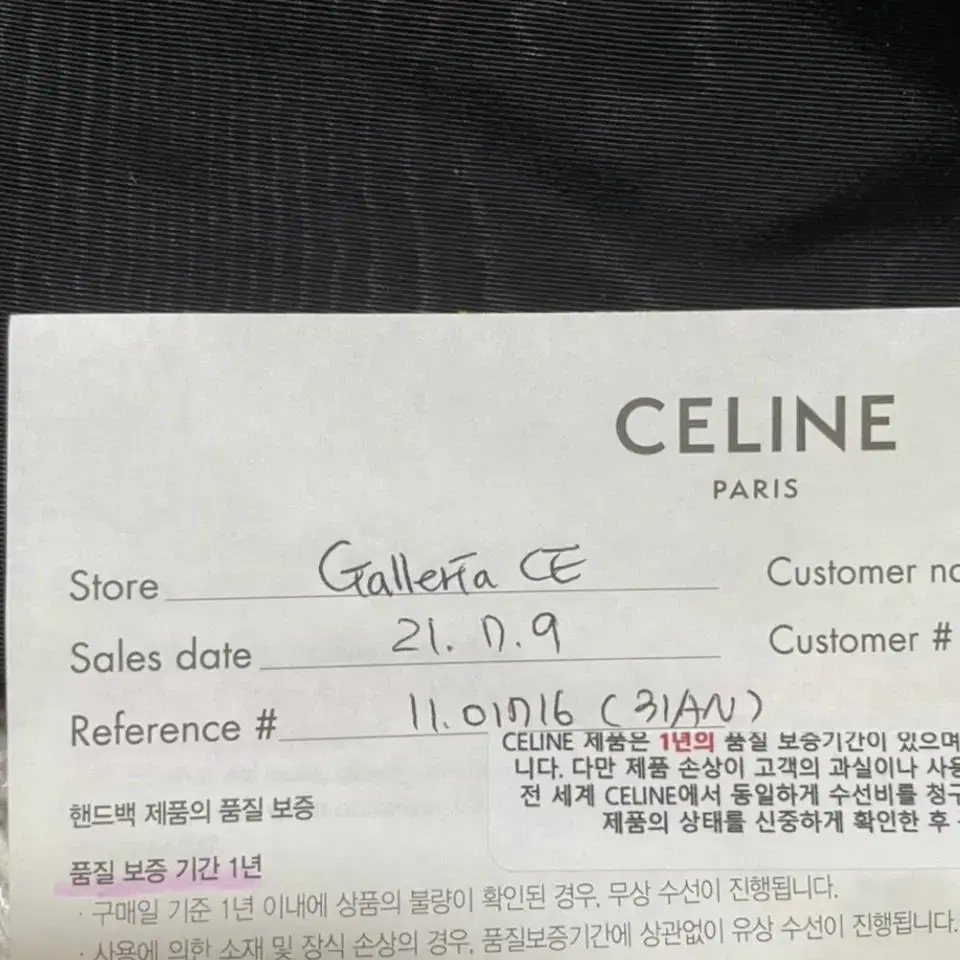 CELINE
PARIS
Store Galleria CE
Customer
Sales date 21. 7. 9
Customer #
Reference # 11.01716 (31AN)
CELINE 제품은 1년의 품질 보증기간이 있으며
니다. 다만 제품 손상이 고객의 과실이나
전 세계 CELINE에서 동일하게 수선비를 청구
제품의 상태를 신중하게 확인한 후
핸드백 제품의 품질 보증
품질 보증 기간 1년
· 구매일 기준 1년 이내에 상품의 불량이 확인된 경우, 무상 수선이 진행됩니다.
· 사용에 의한 소재 및 장식 손상의 경우, 품질보증기간에 상관없이 유상 수선이 진행됩니다.